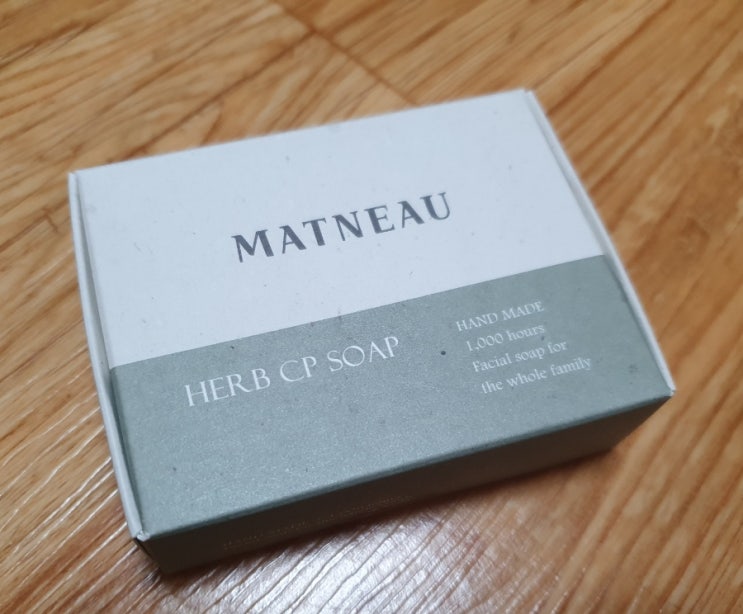 MATNEAU
HERB CP SOAP
HAND MADE
1,000 hours
Facial soap for
the whole family